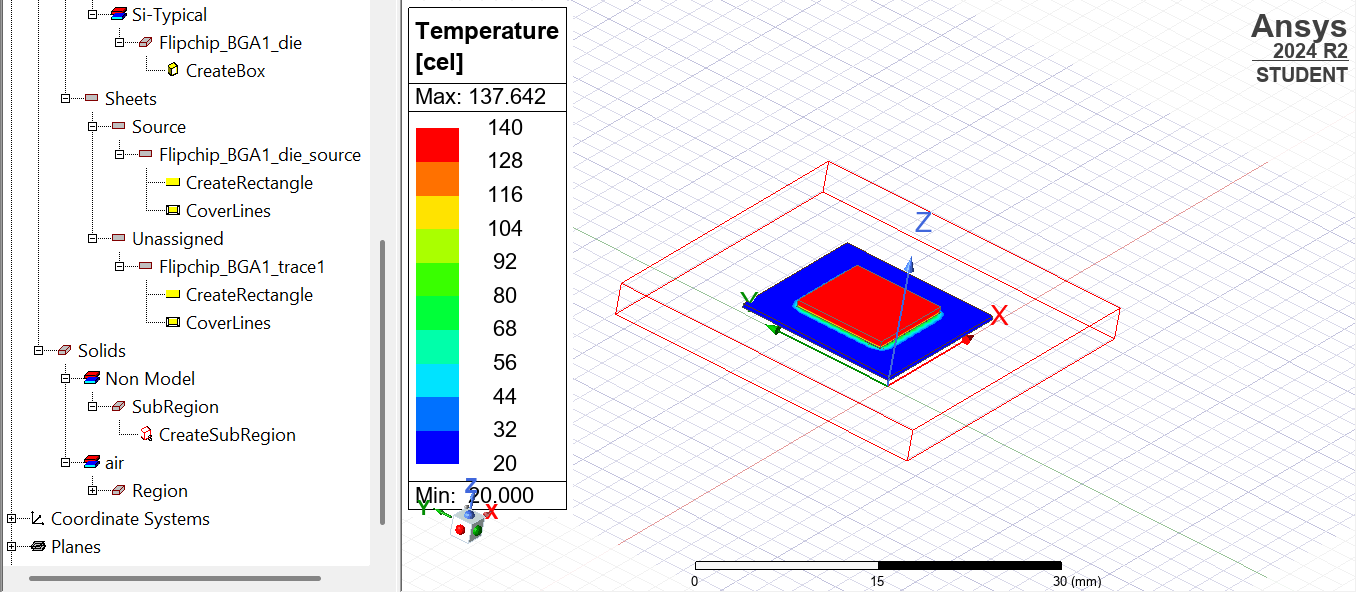 Si-Typical
Flipchip_BGA1_die
CreateBox
Sheets
Source
Flipchip_BGA1_die_source
CreateRectangle
CoverLines
Unassigned
Flipchip_BGA1_trace1
CreateRectangle
CoverLines
Solids
Non Model
SubRegion
CreateSubRegion
air
Region
Coordinate Systems
Planes
Temperature
[cel]
Max: 137.642
140
128
116
104
92
80
68
56
44
32
20
Min: 20.000
Z
Y
X
Z
Y
X
0 15 30 (mm)
Ansys
2024 R2
STUDENT